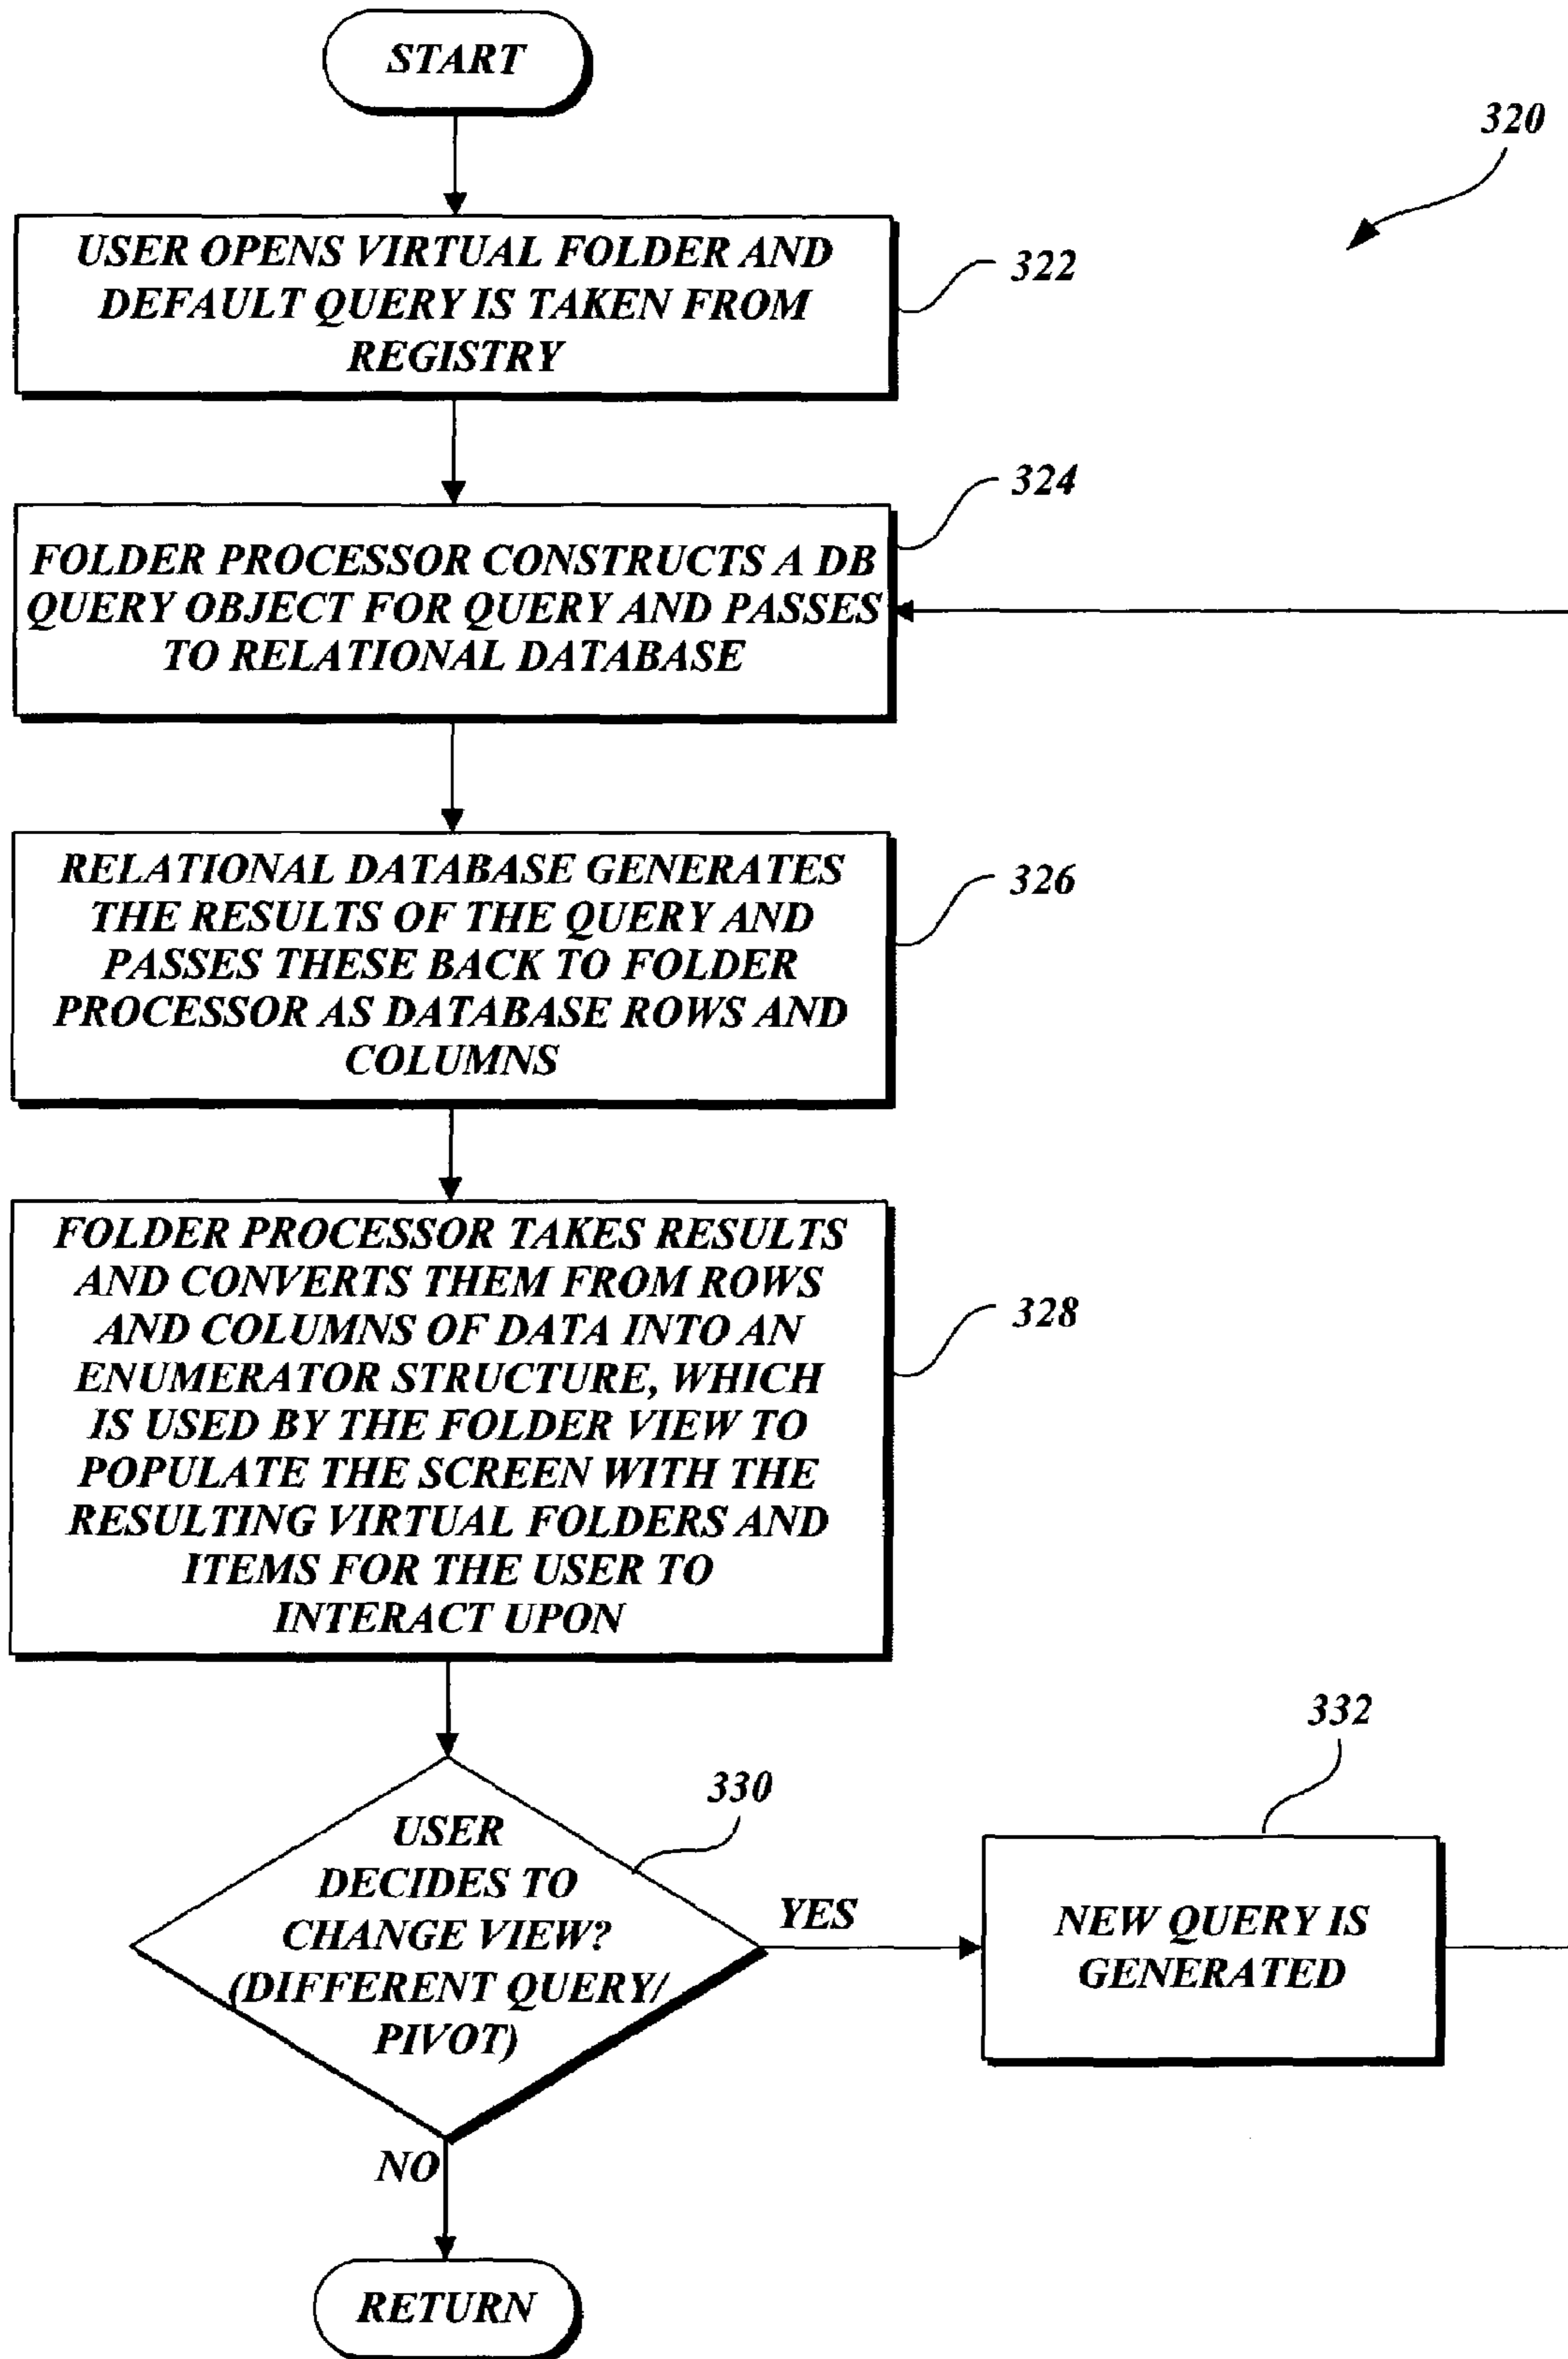 START
320
USER OPENS VIRTUAL FOLDER AND
DEFAULT QUERY IS TAKEN FROM
REGISTRY
322
FOLDER PROCESSOR CONSTRUCTS A DB
QUERY OBJECT FOR QUERY AND PASSES
TO RELATIONAL DATABASE
324
RELATIONAL DATABASE GENERATES
THE RESULTS OF THE QUERY AND
PASSES THESE BACK TO FOLDER
PROCESSOR AS DATABASE ROWS AND
COLUMNS
326
FOLDER PROCESSOR TAKES RESULTS
AND CONVERTS THEM FROM ROWS
AND COLUMNS OF DATA INTO AN
ENUMERATOR STRUCTURE, WHICH
IS USED BY THE FOLDER VIEW TO
POPULATE THE SCREEN WITH THE
RESULTING VIRTUAL FOLDERS AND
ITEMS FOR THE USER TO
INTERACT UPON
328
USER
DECIDES TO
CHANGE VIEW?
(DIFFERENT QUERY/
PIVOT)
330
YES
332
NEW QUERY IS
GENERATED
NO
RETURN